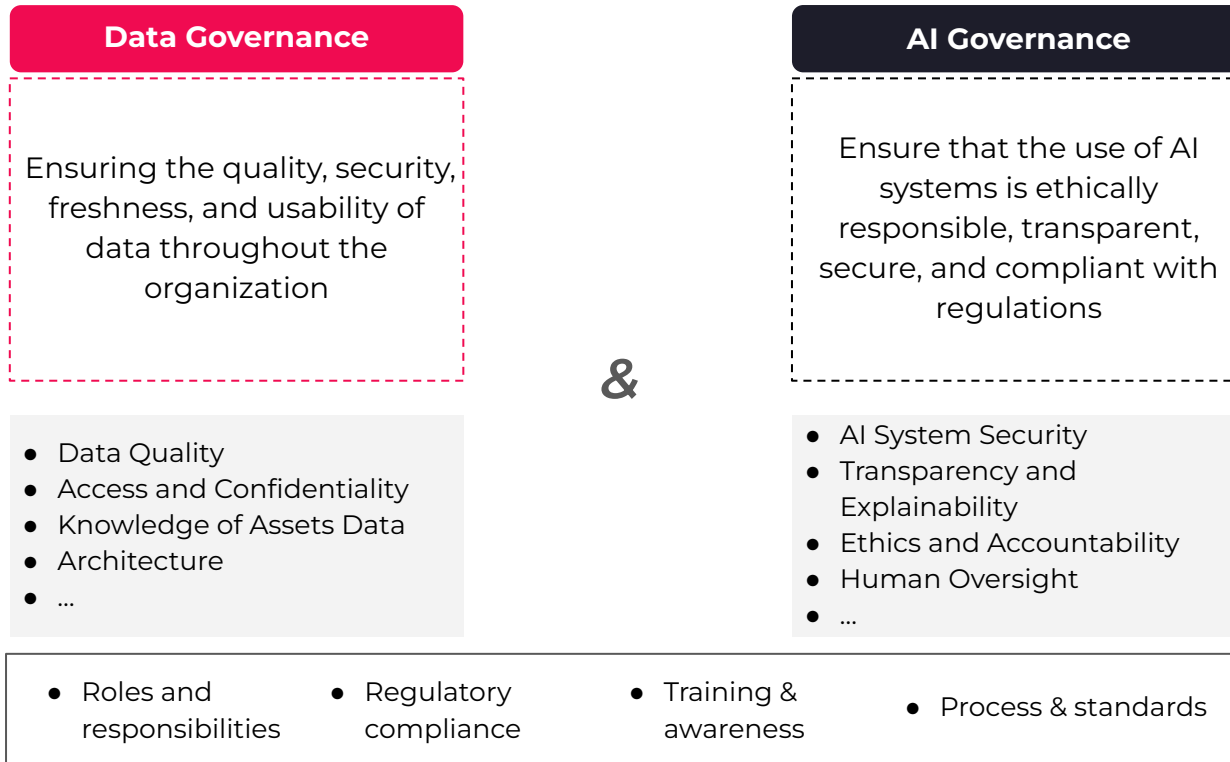 Data Governance
Ensuring the quality, security,
freshness, and usability of
data throughout the
organization
● Data Quality
● Access and Confidentiality
● Knowledge of Assets Data
● Architecture
● ...
&
AI Governance
Ensure that the use of AI
systems is ethically
responsible, transparent,
secure, and compliant with
regulations
● AI System Security
● Transparency and
Explainability
● Ethics and Accountability
● Human Oversight
● ...
● Roles and
responsibilities
● Regulatory
compliance
● Training &
awareness
● Process & standards